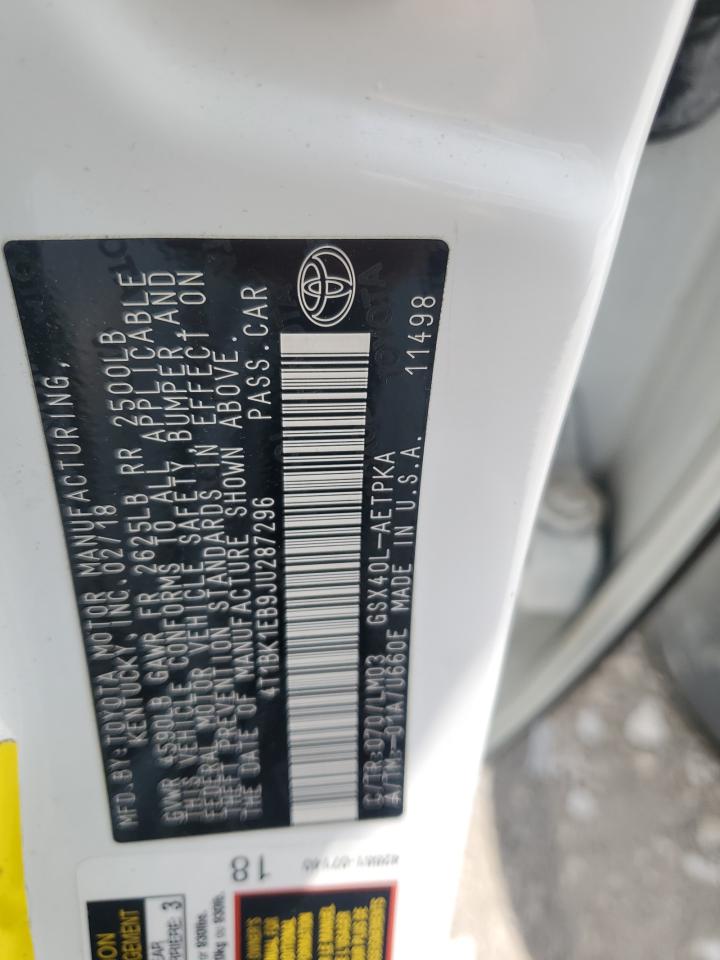 MFD.BY:TOYOTA MOTOR MANUFACTURING,
KENTUCKY, INC.02/18
GVWR 4590LB GAWR FR 2625LB RR 2500LB
THIS VEHICLE CONFORMS TO ALL APPLICABLE
FEDERAL MOTOR VEHICLE SAFETY, BUMPER,AND
THEFT PREVENTION STANDARDS IN EFFECT ON
THE DATE OF MANUFACTURE SHOWN ABOVE.
4T1BK1EB9JU287296 PASS.CAR
C/TR:070/LM03 GSX40L-AETPKA
A/TM:-01A/U660E MADE IN U.S.A. 11498
TOYOTA
18
3